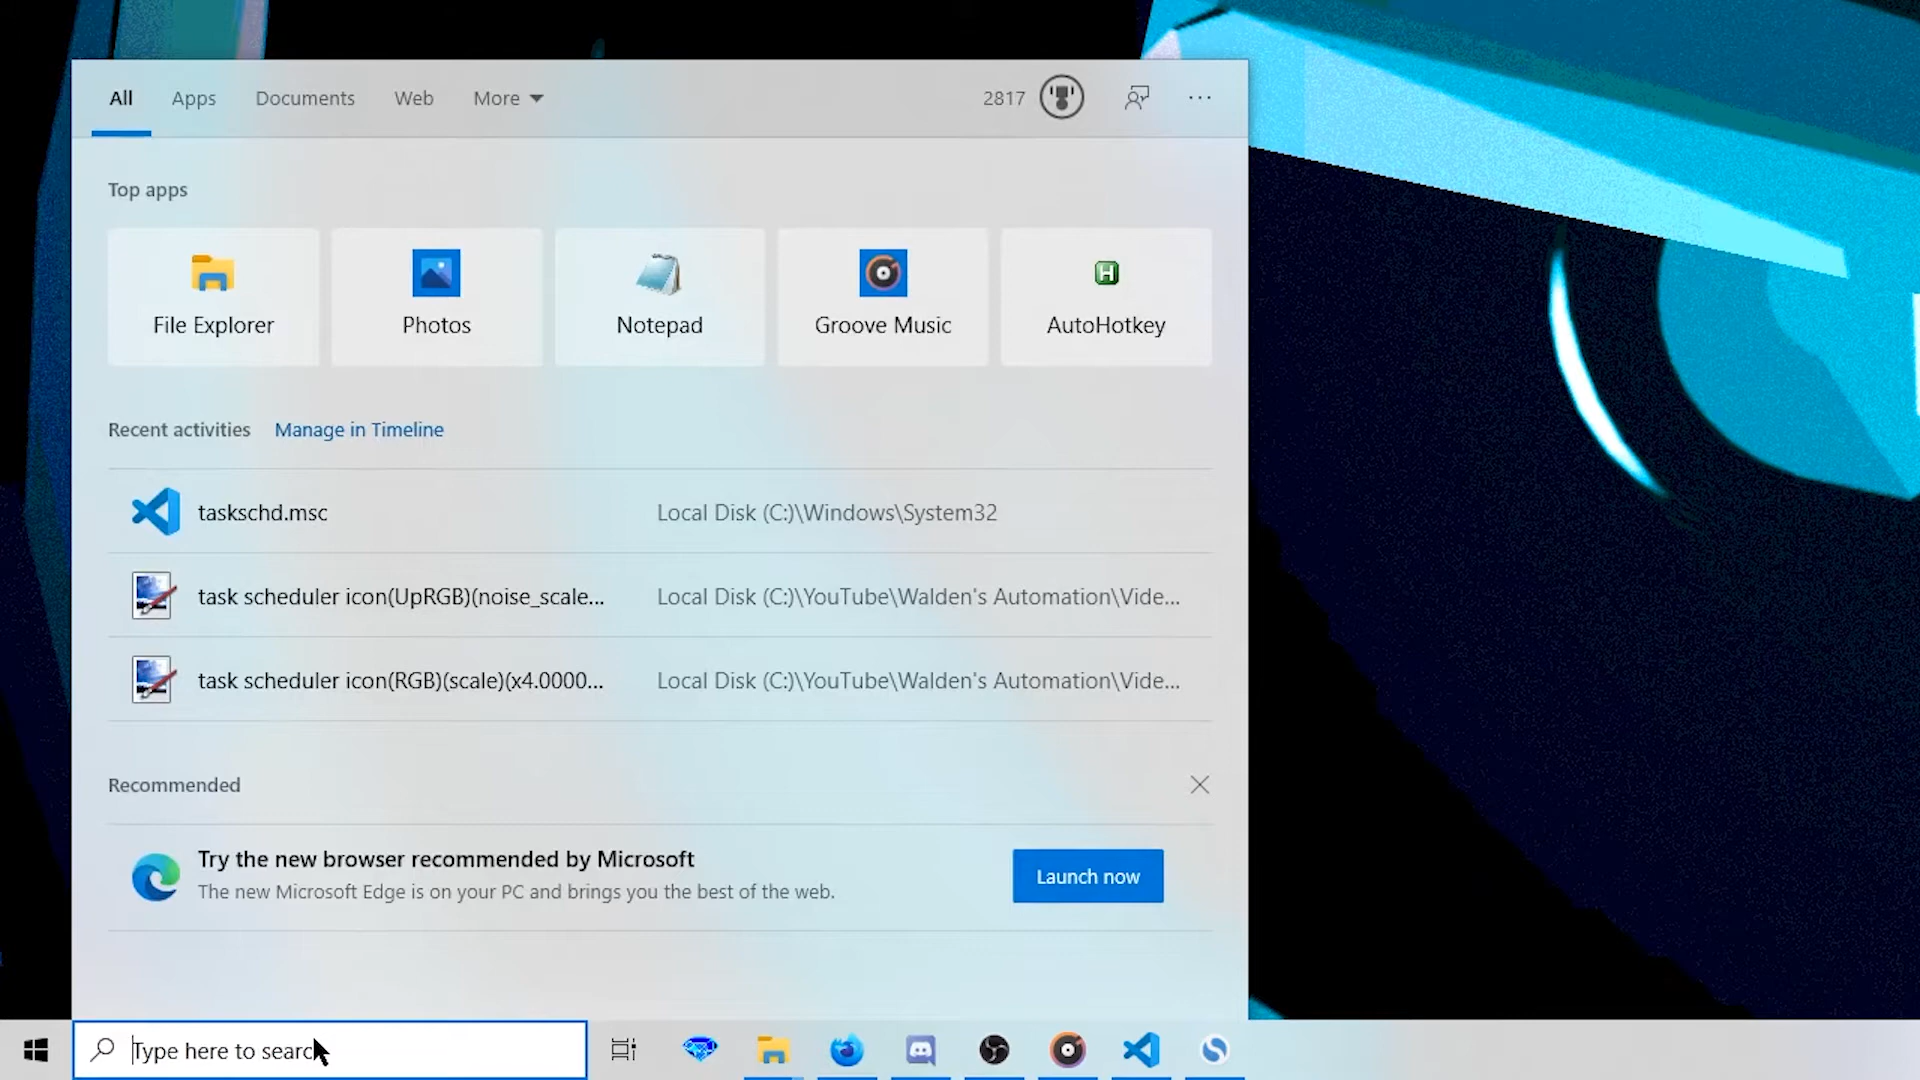 All Apps Documents Web More 2817
Top apps
File Explorer Photos Notepad Groove Music AutoHotkey
Recent activities Manage in Timeline
taskschd.msc Local Disk (C:)\Windows\System32
task scheduler icon(UpRGB)(noise_scale... Local Disk (C:)\YouTube\Walden's Automation\Vide...
task scheduler icon(RGB)(scale)(x4.0000... Local Disk (C:)\YouTube\Walden's Automation\Vide...
Recommended
Try the new browser recommended by Microsoft
The new Microsoft Edge is on your PC and brings you the best of the web.
Launch now
Type here to searc